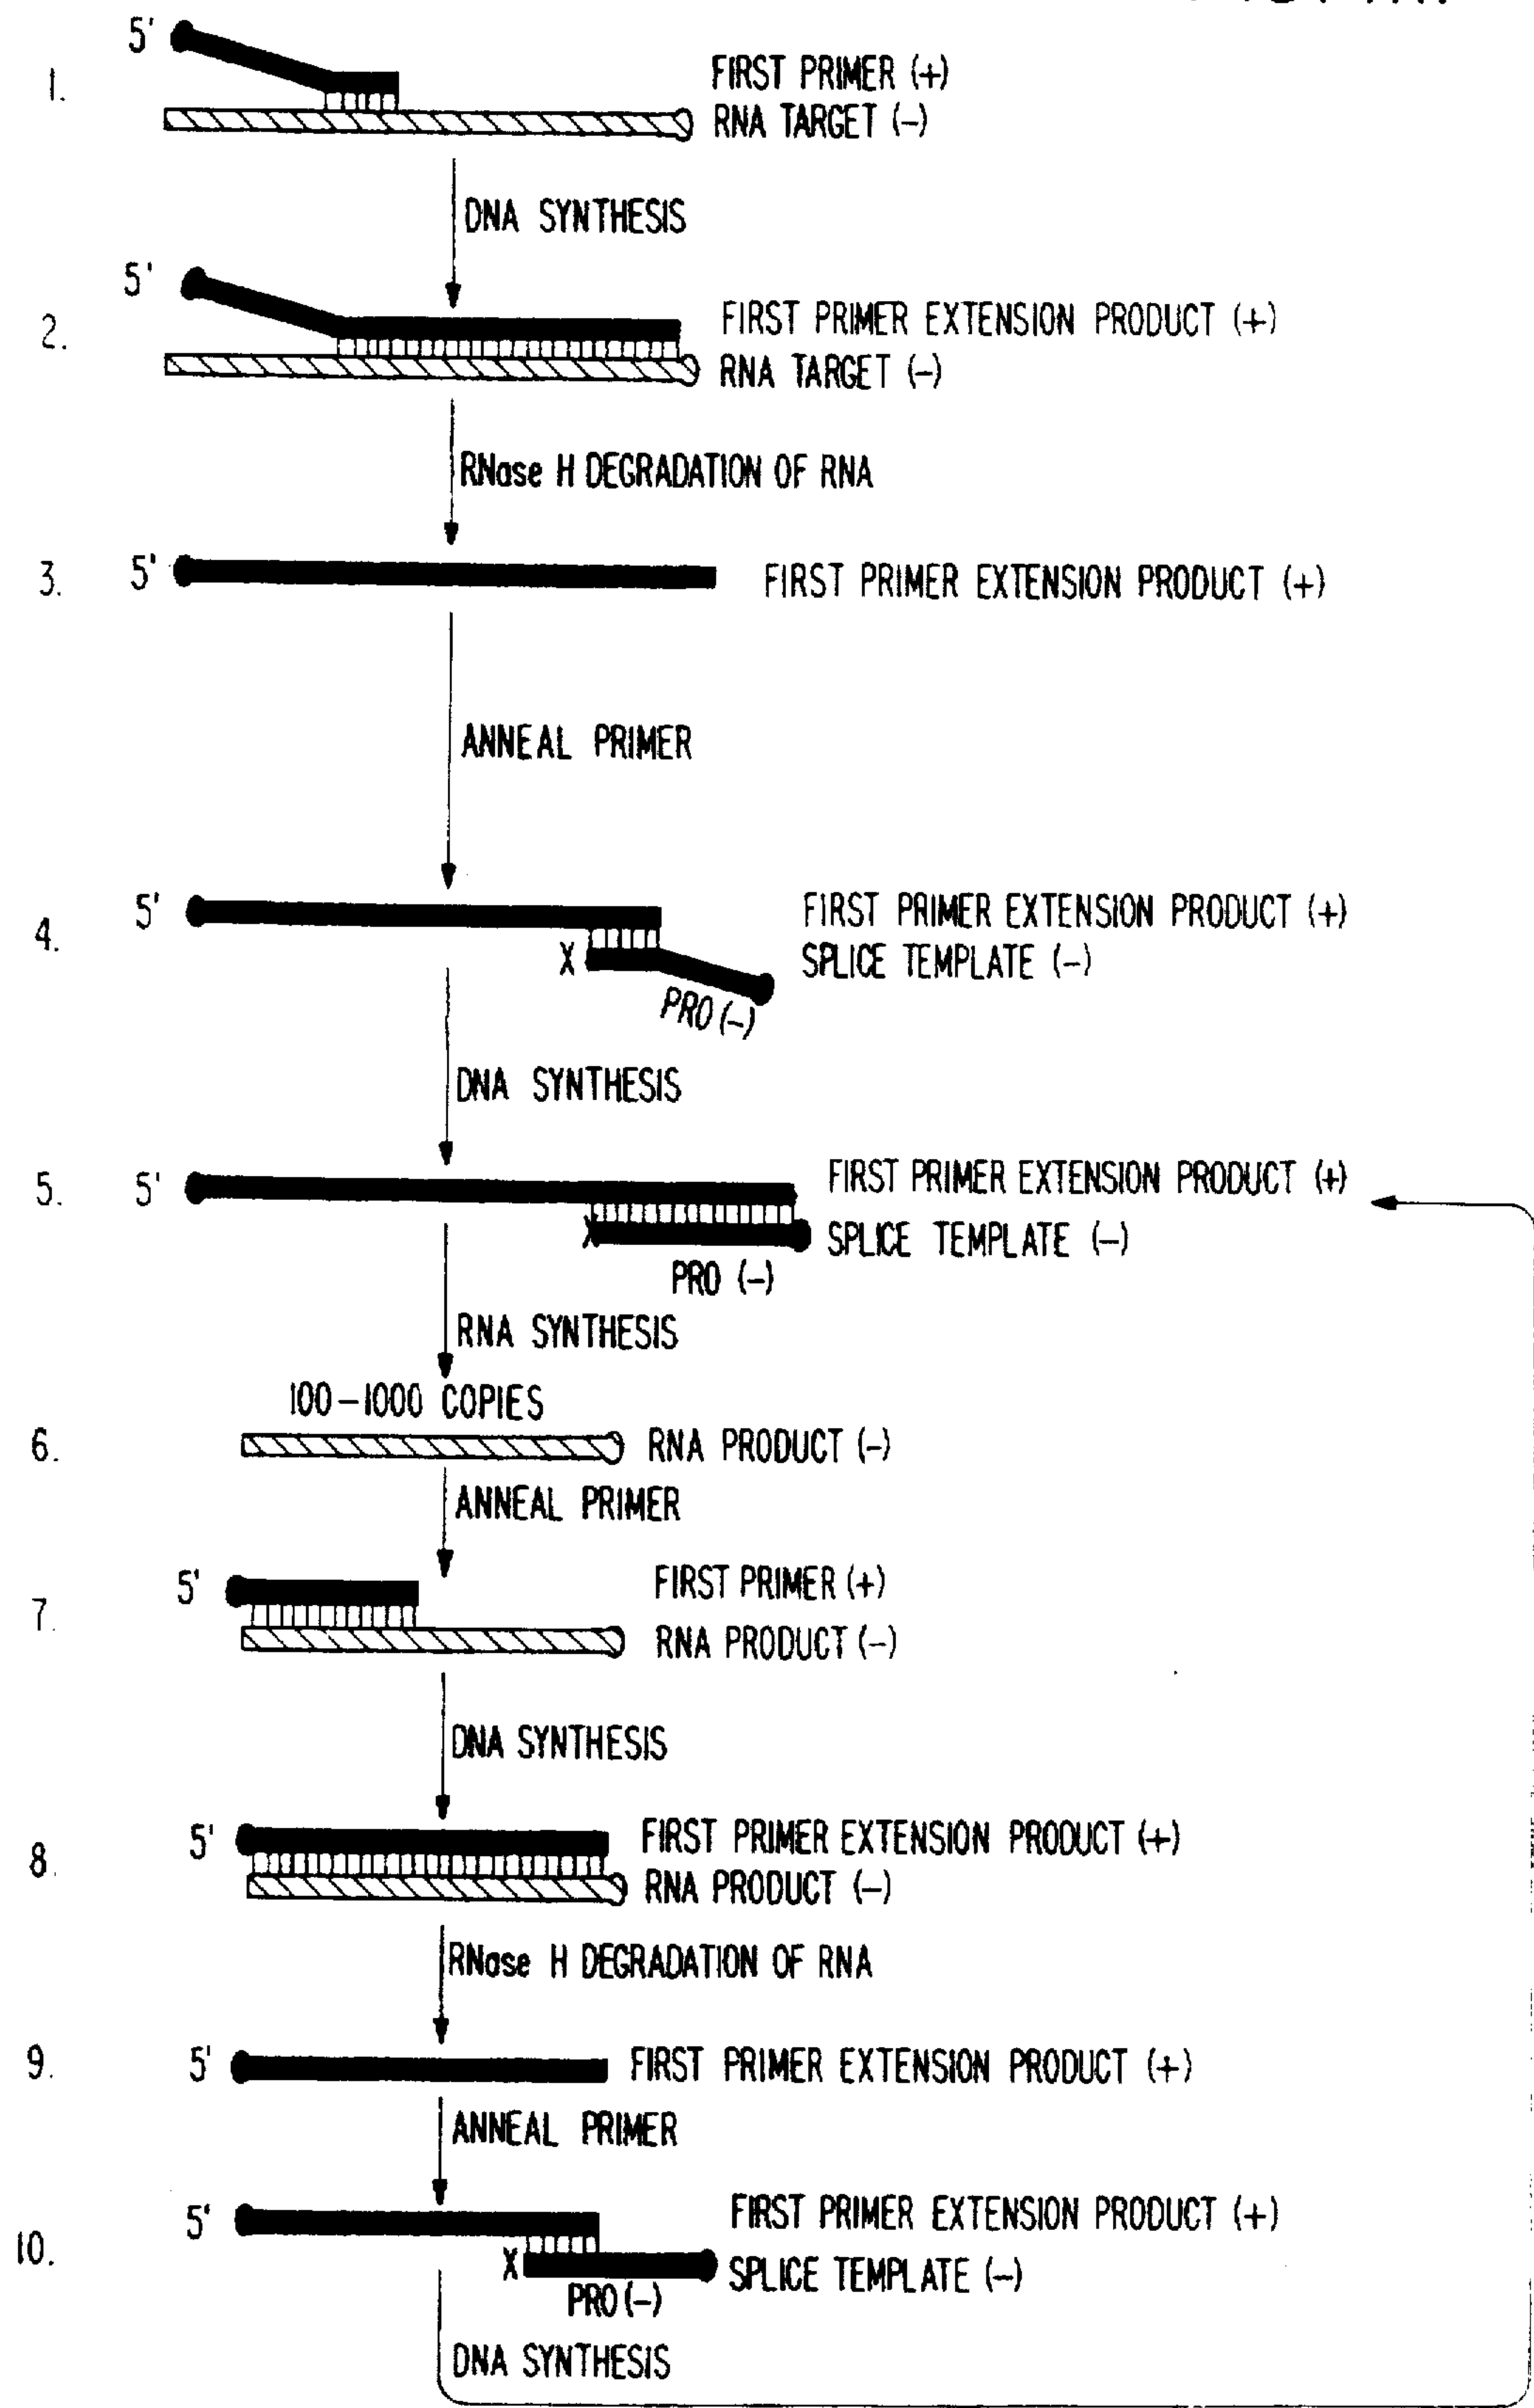 5'
1.
FIRST PRIMER (+)
RNA TARGET (-)
DNA SYNTHESIS
5'
2.
FIRST PRIMER EXTENSION PRODUCT (+)
RNA TARGET (-)
RNase H DEGRADATION OF RNA
3.
5'
FIRST PRIMER EXTENSION PRODUCT (+)
ANNEAL PRIMER
4.
5'
FIRST PRIMER EXTENSION PRODUCT (+)
X
SPLICE TEMPLATE (-)
PRO (-)
DNA SYNTHESIS
5.
5'
FIRST PRIMER EXTENSION PRODUCT (+)
X
SPLICE TEMPLATE (-)
PRO (-)
RNA SYNTHESIS
100-1000 COPIES
6.
RNA PRODUCT (-)
ANNEAL PRIMER
7.
5'
FIRST PRIMER (+)
RNA PRODUCT (-)
DNA SYNTHESIS
8.
5'
FIRST PRIMER EXTENSION PRODUCT (+)
RNA PRODUCT (-)
RNase H DEGRADATION OF RNA
9.
5'
FIRST PRIMER EXTENSION PRODUCT (+)
ANNEAL PRIMER
10.
5'
FIRST PRIMER EXTENSION PRODUCT (+)
X
SPLICE TEMPLATE (-)
PRO (-)
DNA SYNTHESIS